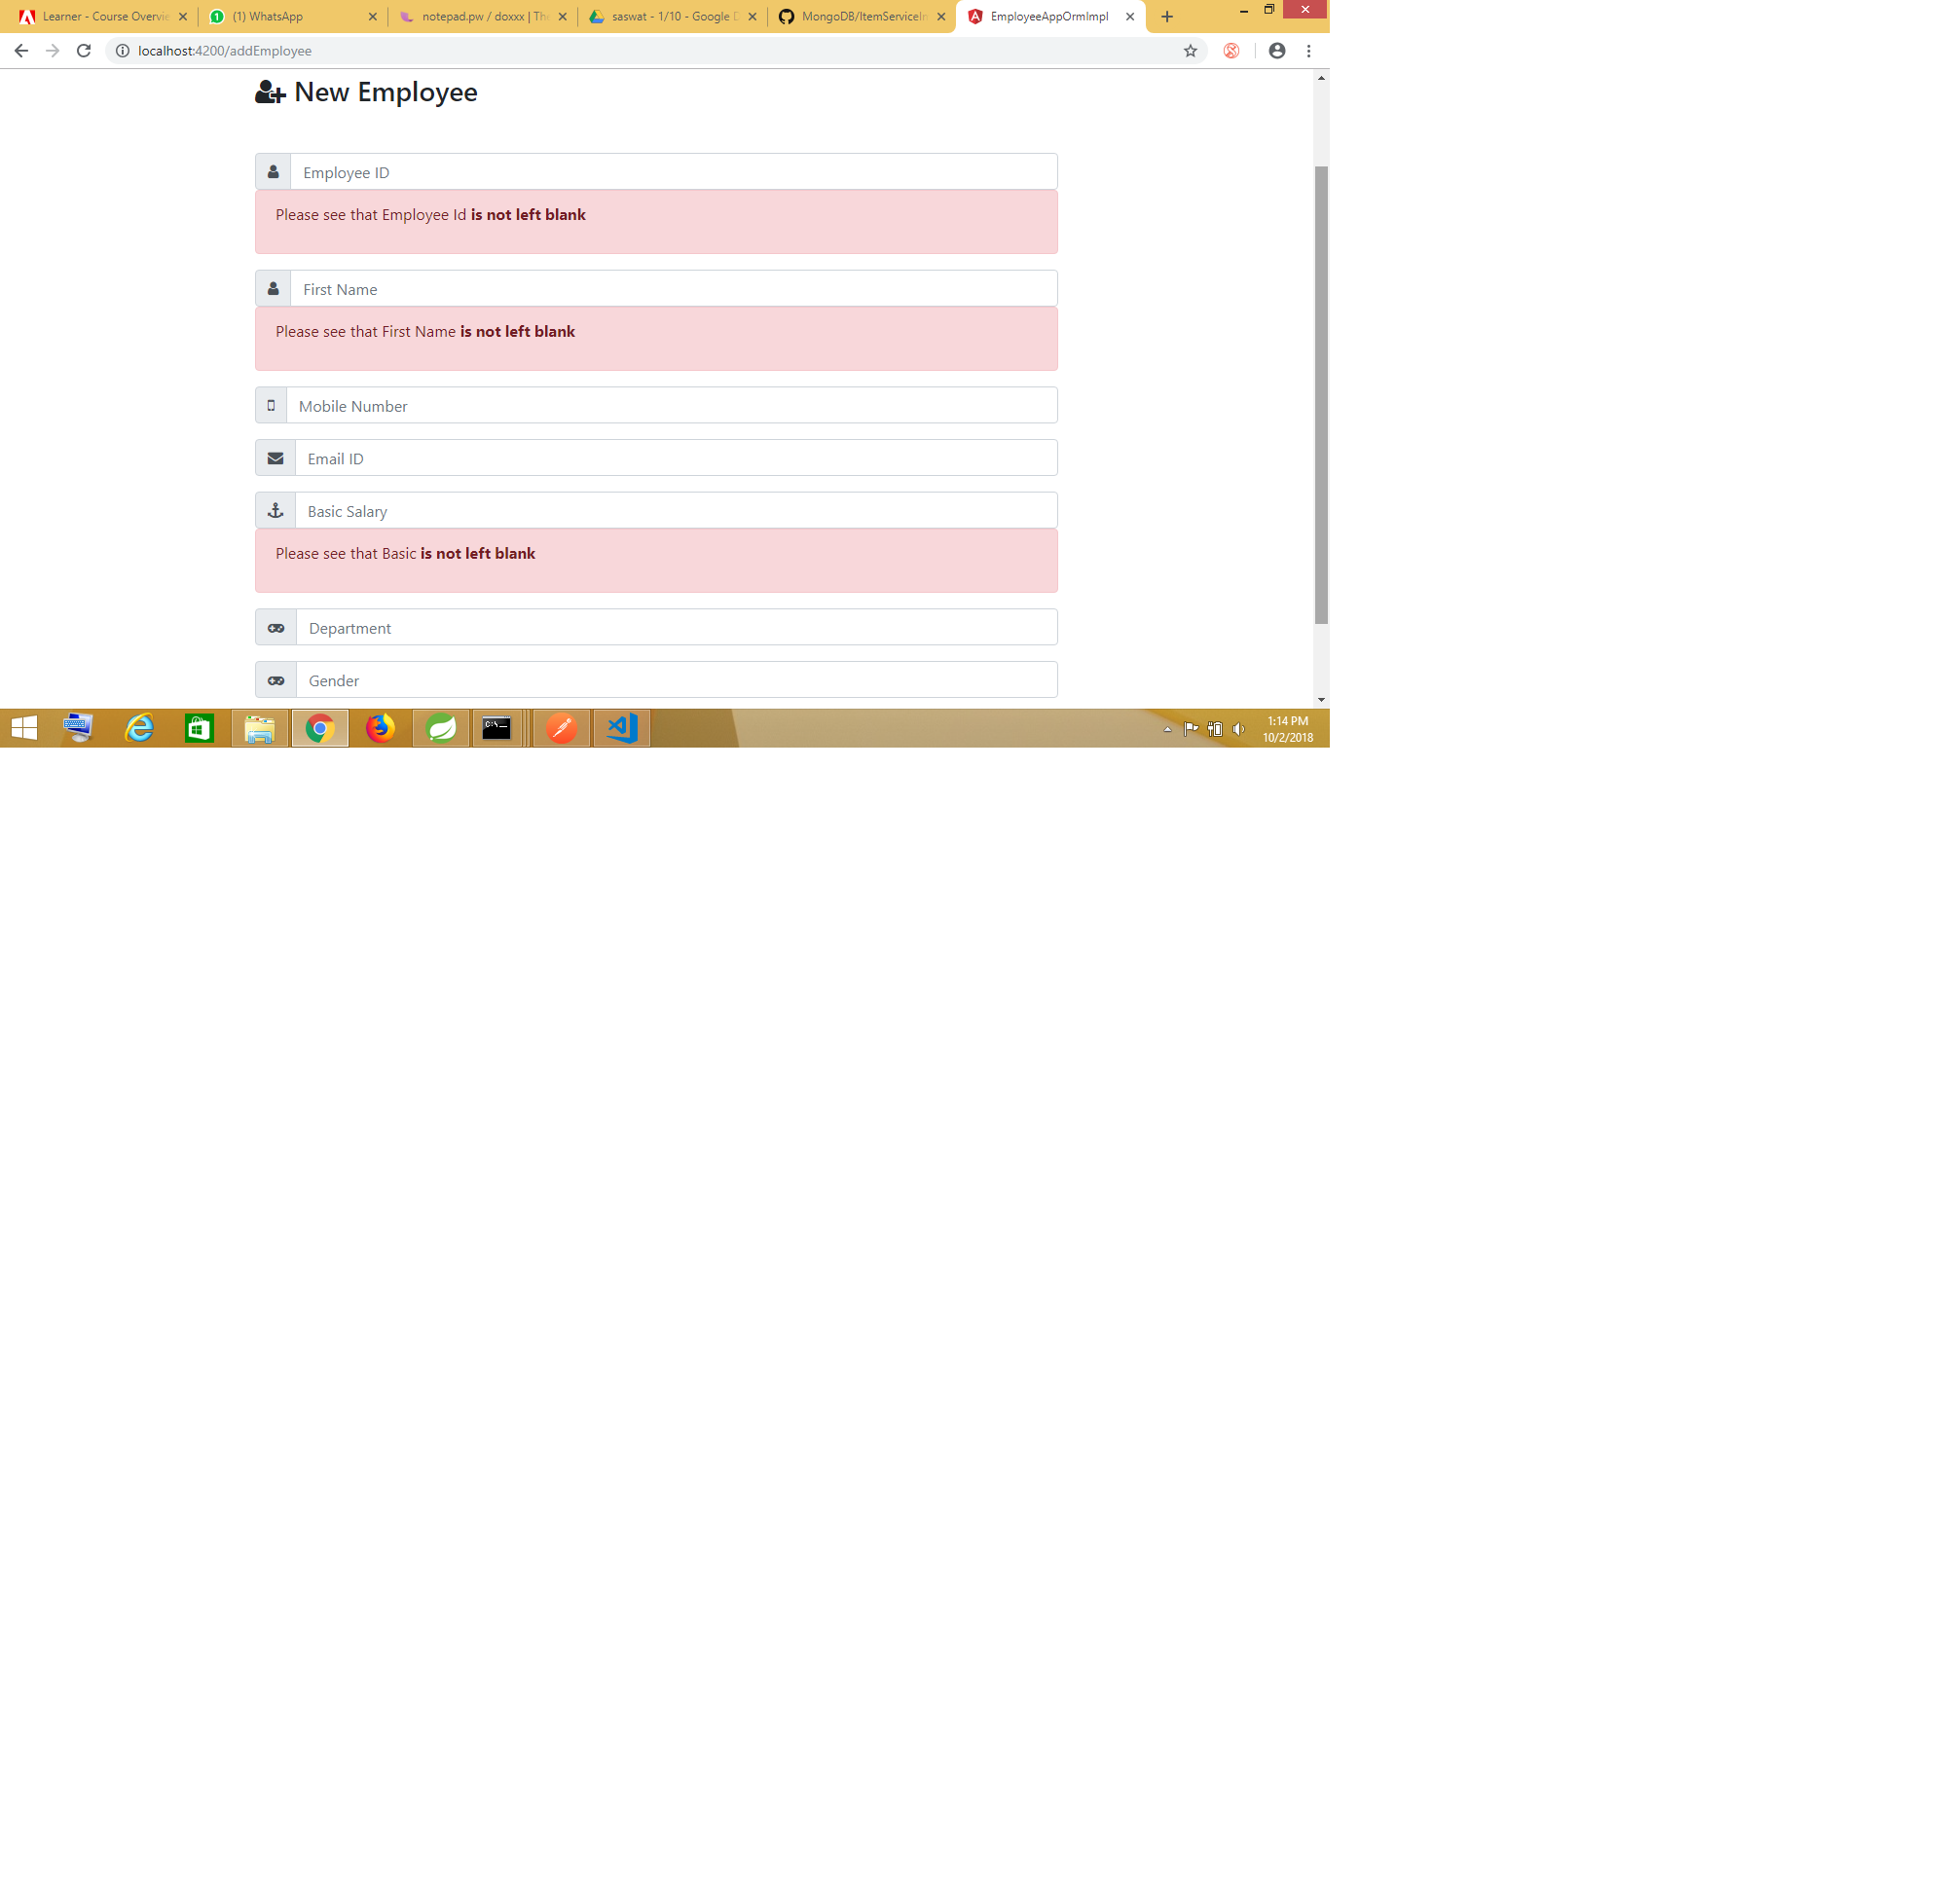 Learner - Course Overvie
(1) WhatsApp
notepad.pw / doxxx | Th
saswat - 1/10 - Google D
MongoDB/ItemServiceIm
EmployeeAppOrmImpl
localhost:4200/addEmployee
New Employee
Employee ID
Please see that Employee Id is not left blank
First Name
Please see that First Name is not left blank
Mobile Number
Email ID
Basic Salary
Please see that Basic is not left blank
Department
Gender
1:14 PM
10/2/2018